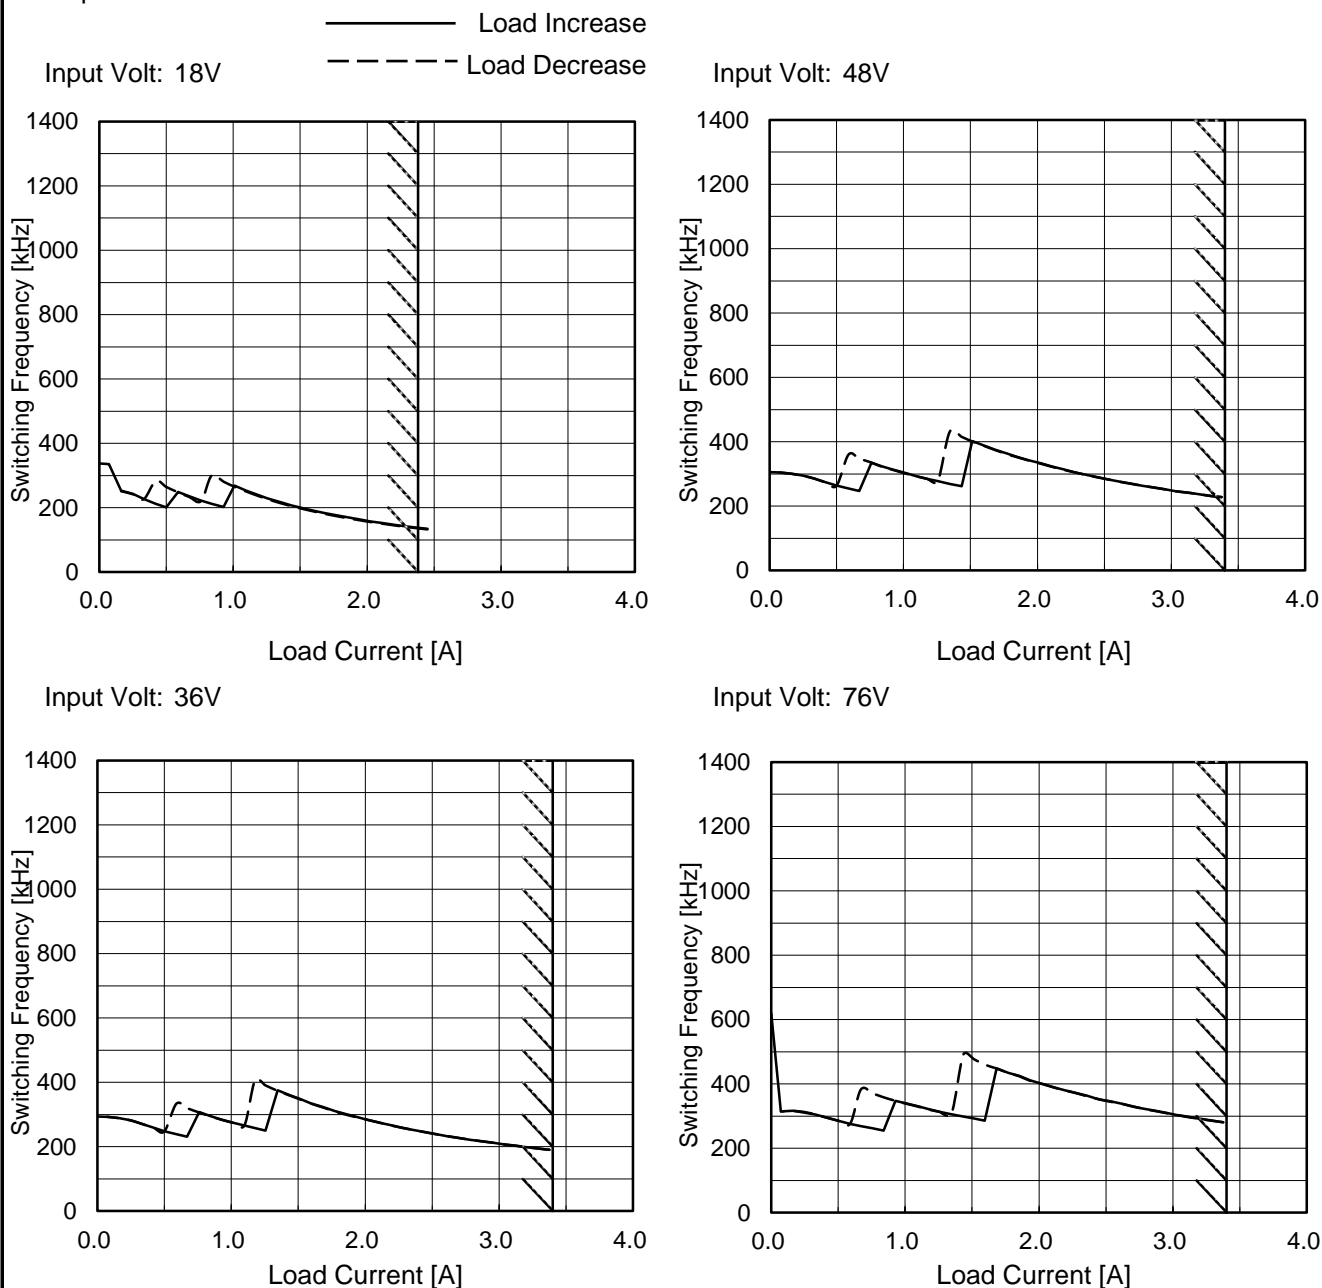 Load Increase
Load Decrease
Input Volt: 18V
1400
1200
1000
800
600
400
200
0
Switching Frequency [kHz]
0.0 1.0 2.0 3.0 4.0
Load Current [A]
Input Volt: 48V
1400
1200
1000
800
600
400
200
0
Switching Frequency [kHz]
0.0 1.0 2.0 3.0 4.0
Load Current [A]
Input Volt: 36V
1400
1200
1000
800
600
400
200
0
Switching Frequency [kHz]
0.0 1.0 2.0 3.0 4.0
Load Current [A]
Input Volt: 76V
1400
1200
1000
800
600
400
200
0
Switching Frequency [kHz]
0.0 1.0 2.0 3.0 4.0
Load Current [A]